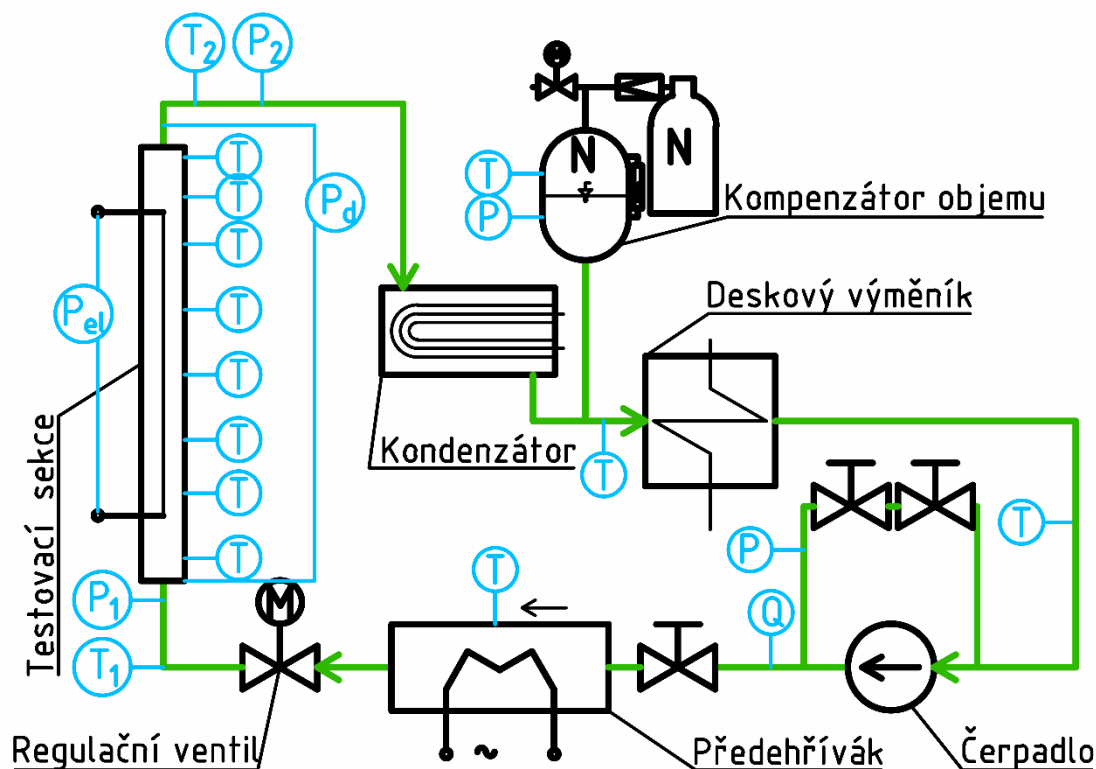 T2 P2
N N
T
T
T
P
Pd
Kompenzátor objemu
T
Deskový výměník
Pel
T
T
Kondenzátor
T
T
T
T
P
T
T
Q
P1
M
T1
Testovací sekce
~
Regulační ventil
Předehřívák
Čerpadlo